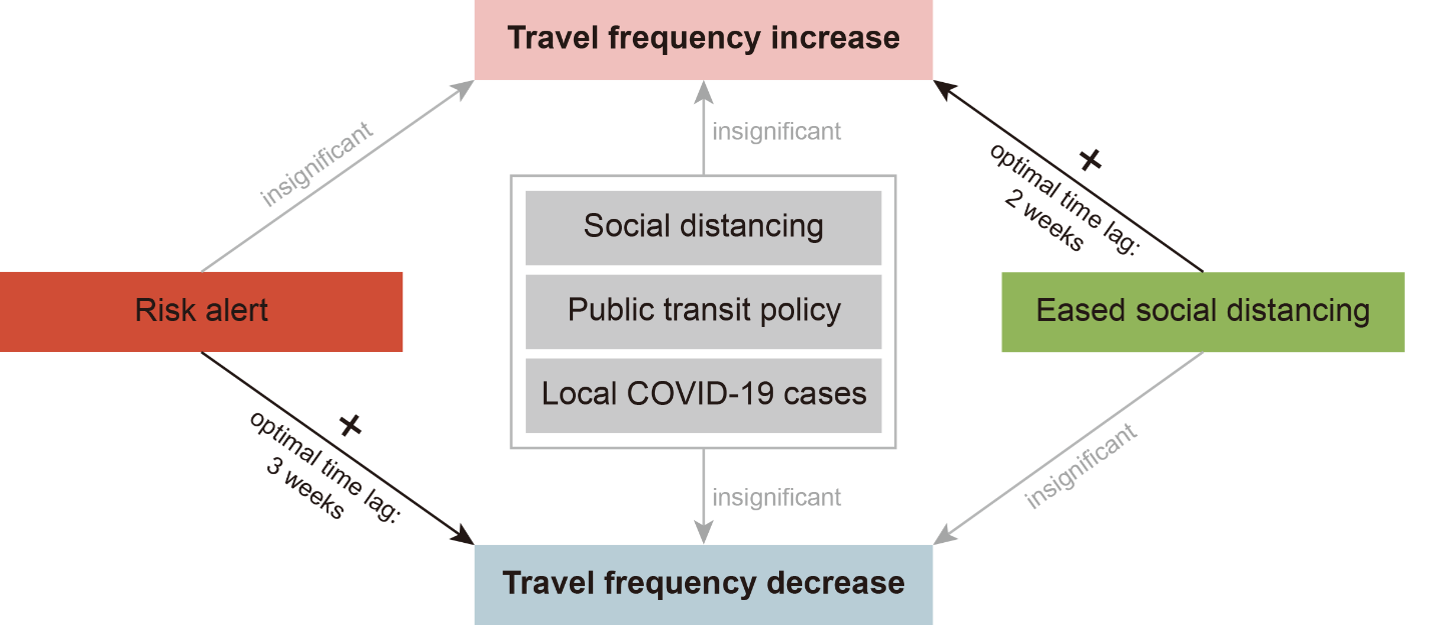 Travel frequency increase
insignificant
insignificant
+
optimal time lag:
2 weeks
Social distancing
Risk alert
Public transit policy
Eased social distancing
Local COVID-19 cases
+
optimal time lag:
3 weeks
insignificant
insignificant
Travel frequency decrease